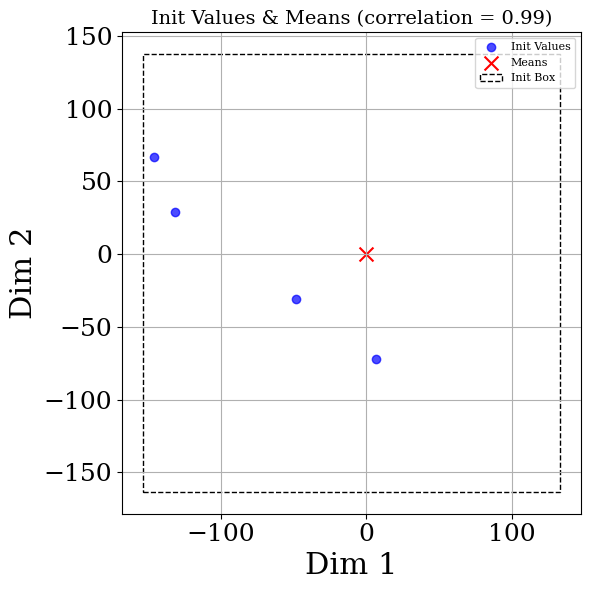 Init Values & Means (correlation = 0.99)
Init Values
Means
Init Box
150
100
50
0
−50
−100
−150
Dim 2
−100 0 100
Dim 1